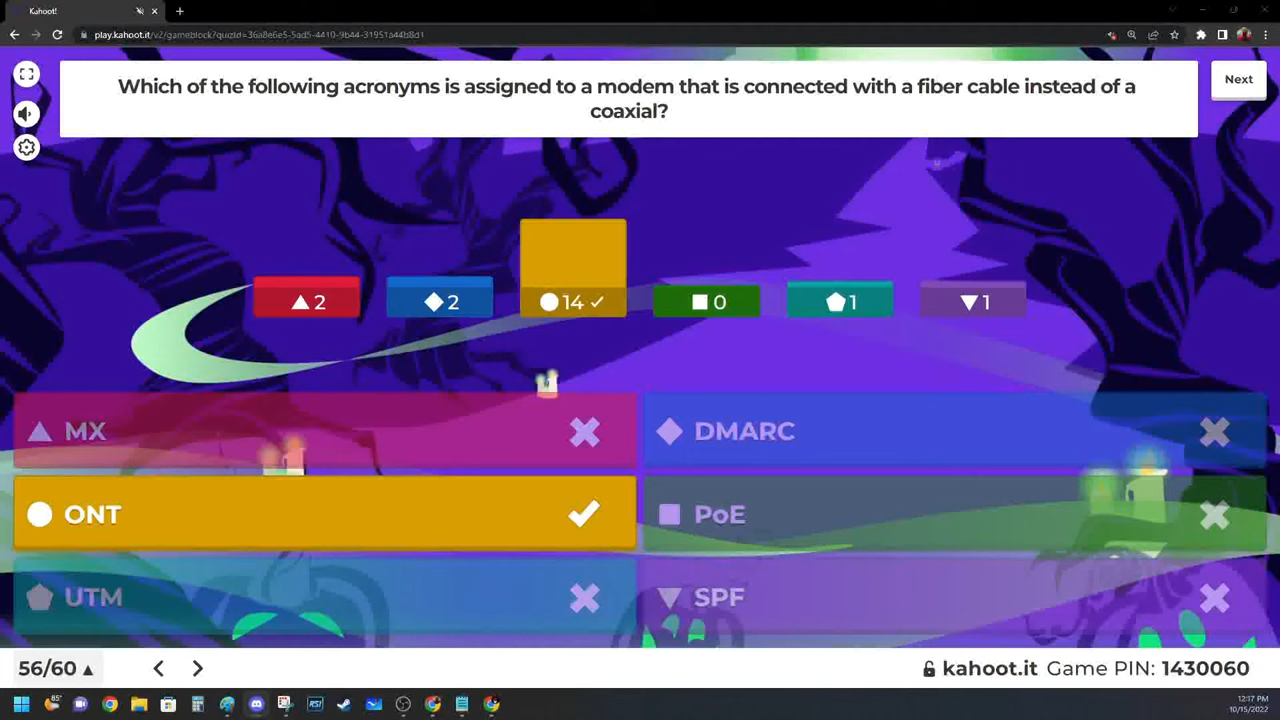 Kahoot!
play.kahoot.it/v2/gameblock?quizId=36a8e6e5-5ad5-4410-9b44-31951a44b8d1
Which of the following acronyms is assigned to a modem that is connected with a fiber cable instead of a
coaxial?
Next
2
2
14
0
1
1
MX
DMARC
ONT
PoE
UTM
SPF
56/60
kahoot.it Game PIN: 1430060
85°
RSI
12:17 PM
10/15/2022